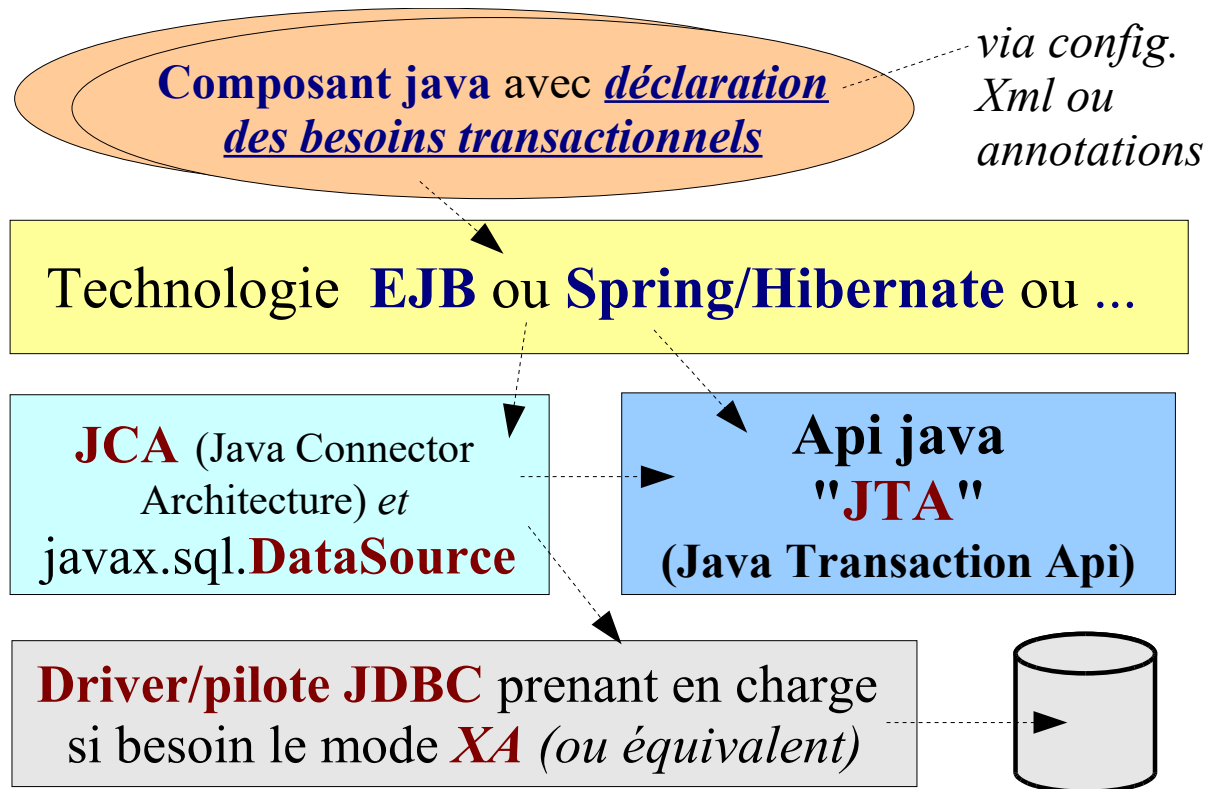 Composant java avec déclaration
des besoins transactionnels
via config.
Xml ou
annotations
Technologie EJB ou Spring/Hibernate ou ...
JCA (Java Connector
Architecture) et
javax.sql.DataSource
Api java
"JTA"
(Java Transaction Api)
Driver/pilote JDBC prenant en charge
si besoin le mode XA (ou équivalent)